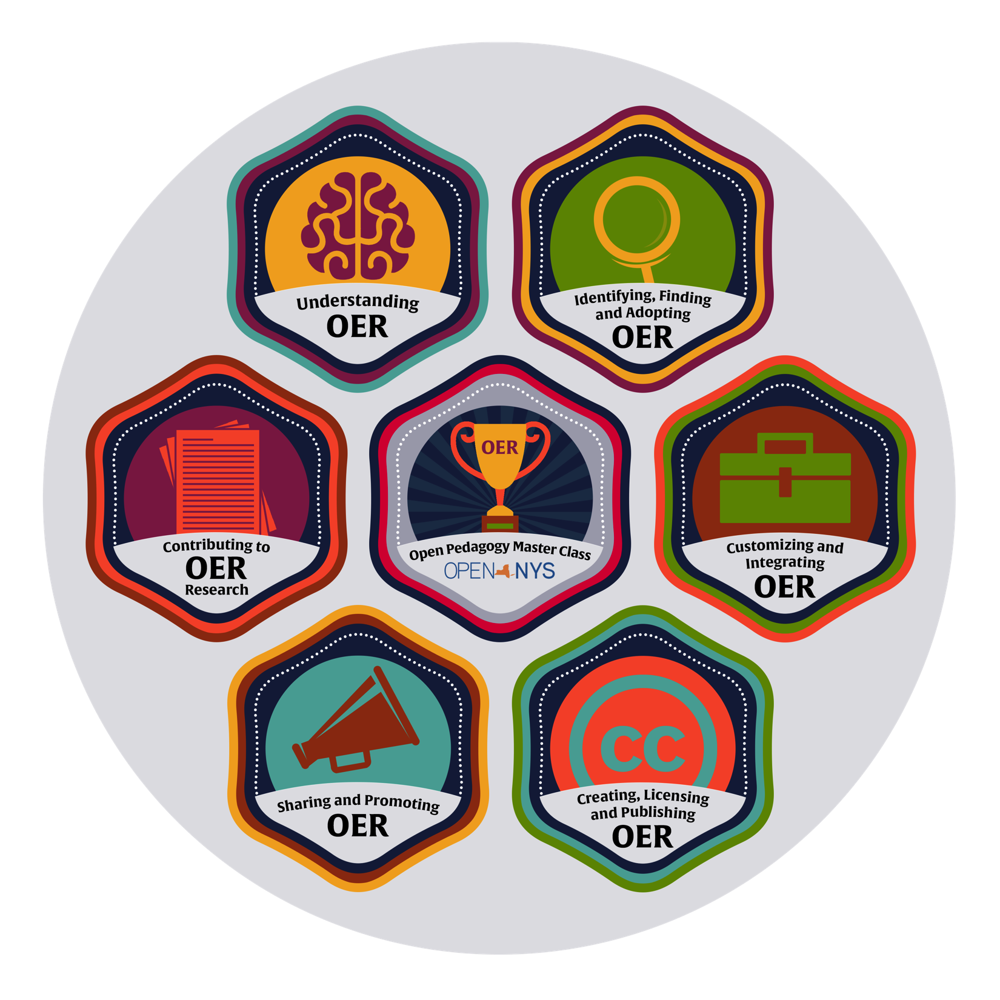 Understanding
OER
Identifying, Finding
and Adopting
OER
Contributing to
OER
Research
OER
Open Pedagogy Master Class
OPEN NYS
Customizing and
Integrating
OER
Sharing and Promoting
OER
CC
Creating, Licensing
and Publishing
OER